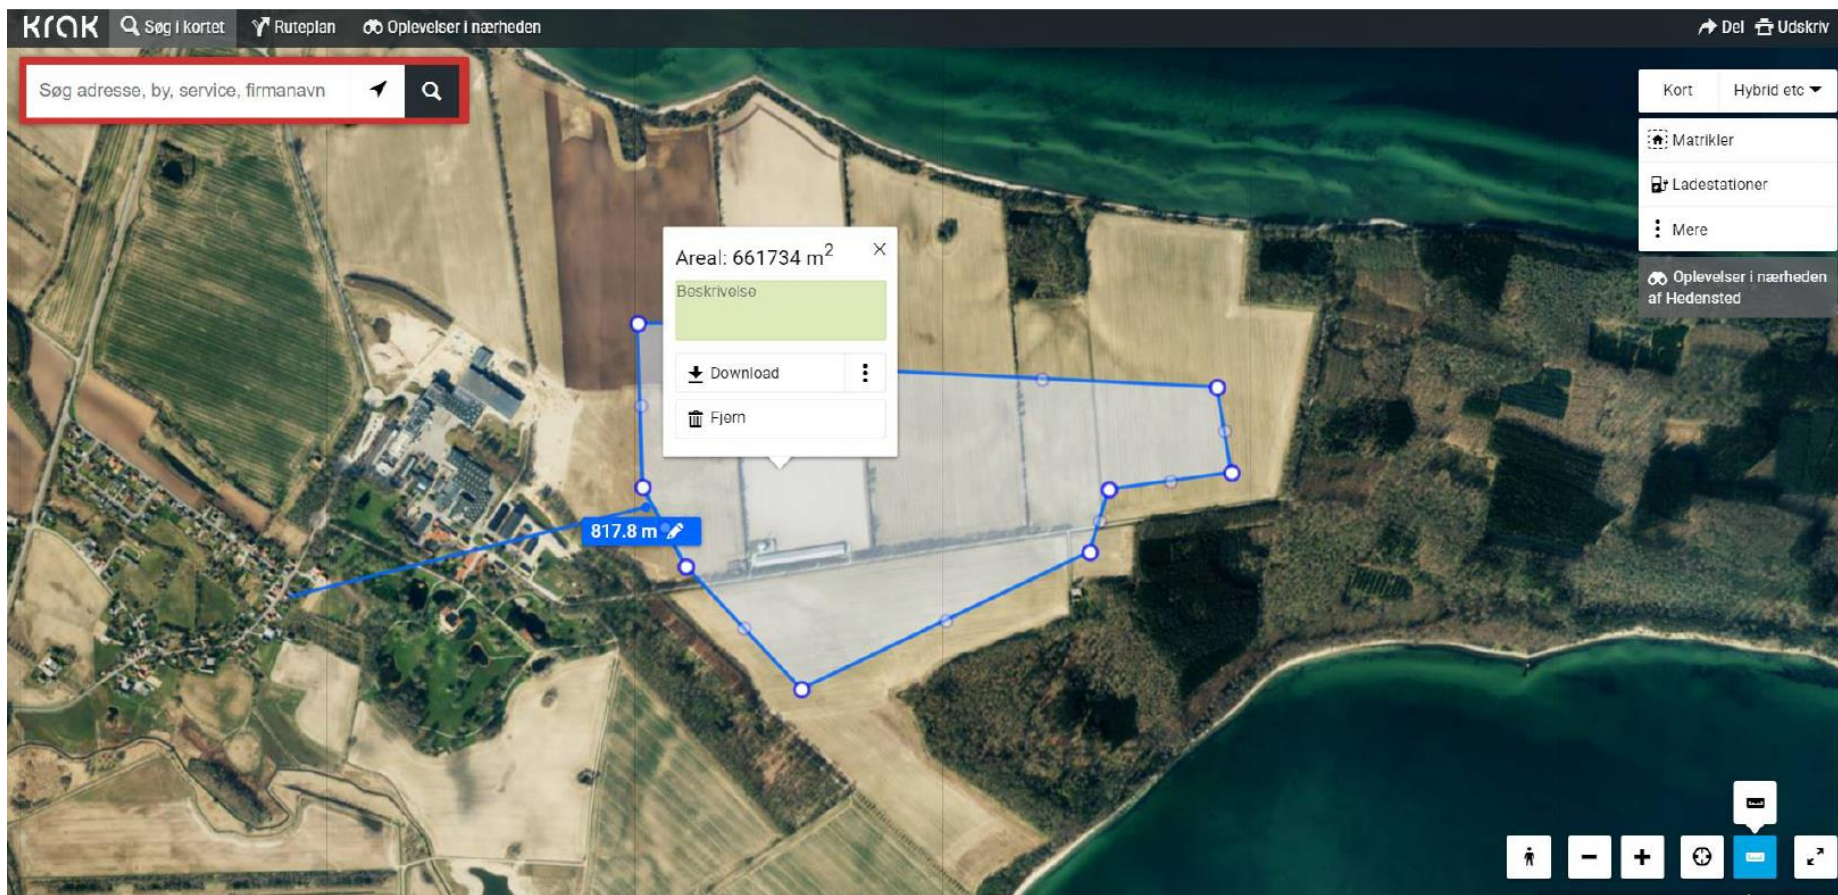 Krak Søg i kortet Ruteplan Oplevelser i nærheden Del Udskriv
Søg adresse, by, service, firmanavn
Kort Hybrid etc
Matrikler
Ladestationer
Mere
Oplevelser i nærheden
af Hedensted
Areal: 661734 m²
Beskrivelse
Download
Fjern
817.8 m